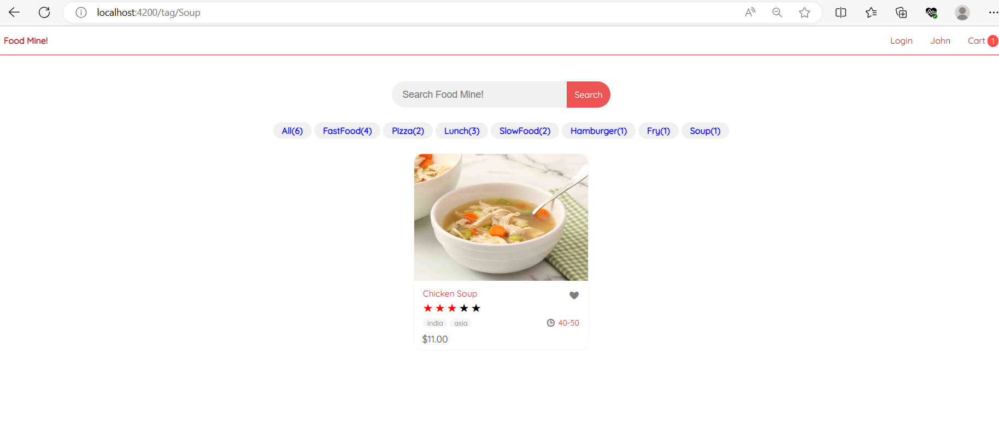 localhost:4200/tag/Soup
Food Mine!
Login John Cart 1
Search Food Mine! Search
All(6) FastFood(4) Pizza(2) Lunch(3) SlowFood(2) Hamburger(1) Fry(1) Soup(1)
Chicken Soup
india asia 40-50
$11.00